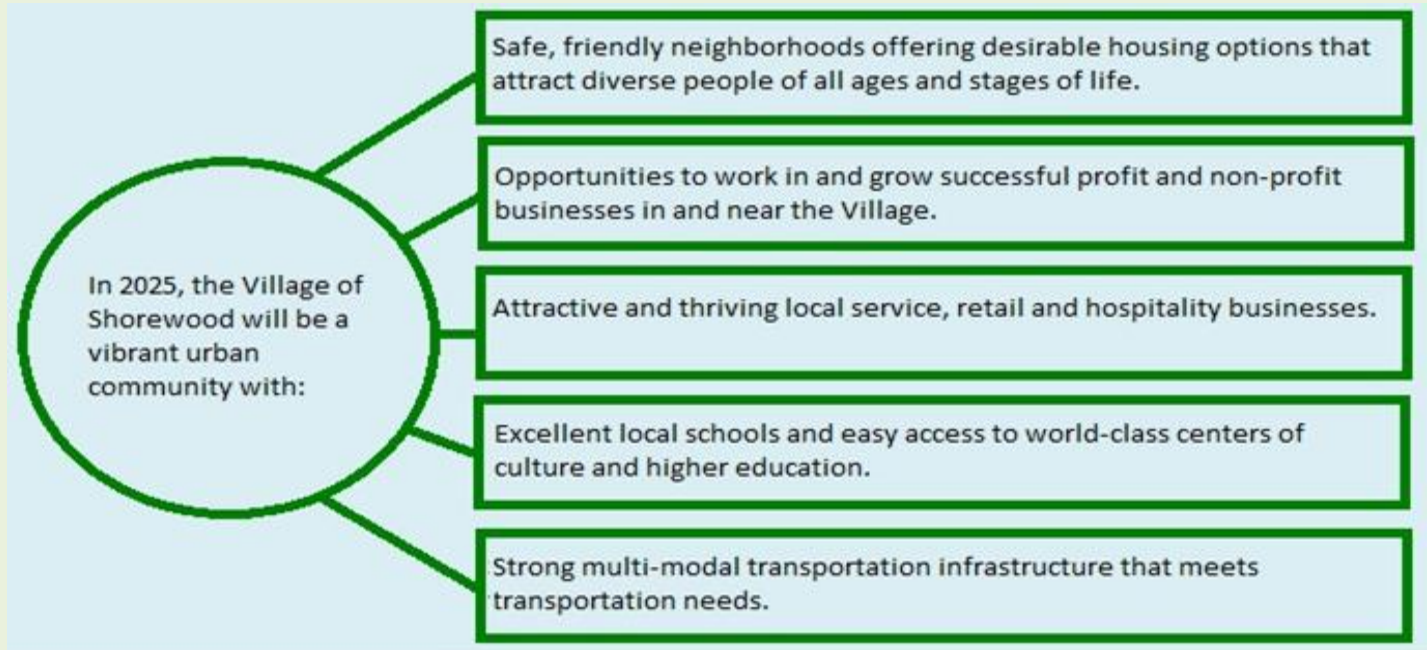 In 2025, the Village of
Shorewood will be a
vibrant urban
community with:
Safe, friendly neighborhoods offering desirable housing options that
attract diverse people of all ages and stages of life.
Opportunities to work in and grow successful profit and non-profit
businesses in and near the Village.
Attractive and thriving local service, retail and hospitality businesses.
Excellent local schools and easy access to world-class centers of
culture and higher education.
Strong multi-modal transportation infrastructure that meets
transportation needs.